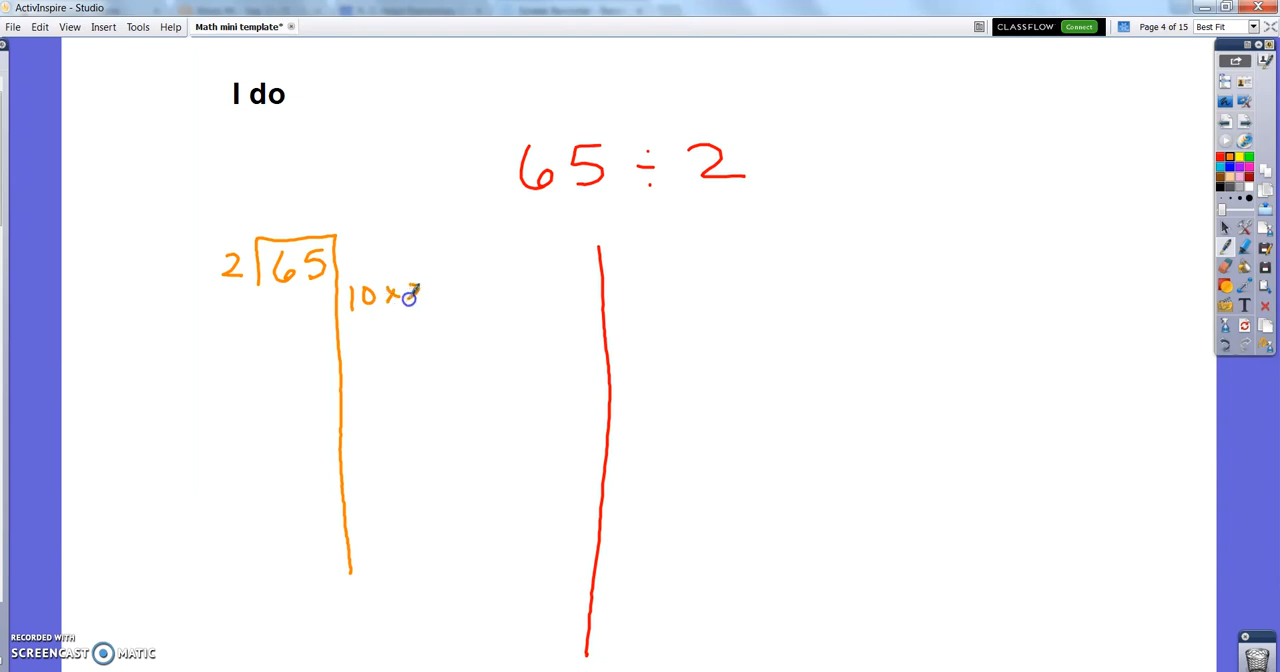 ActivInspire - Studio
File Edit View Insert Tools Help Math mini template* CLASSFLOW Connect Page 4 of 15 Best Fit
I do
65 ÷ 2
2 65
10 ×
RECORDED WITH
SCREENCAST MATIC